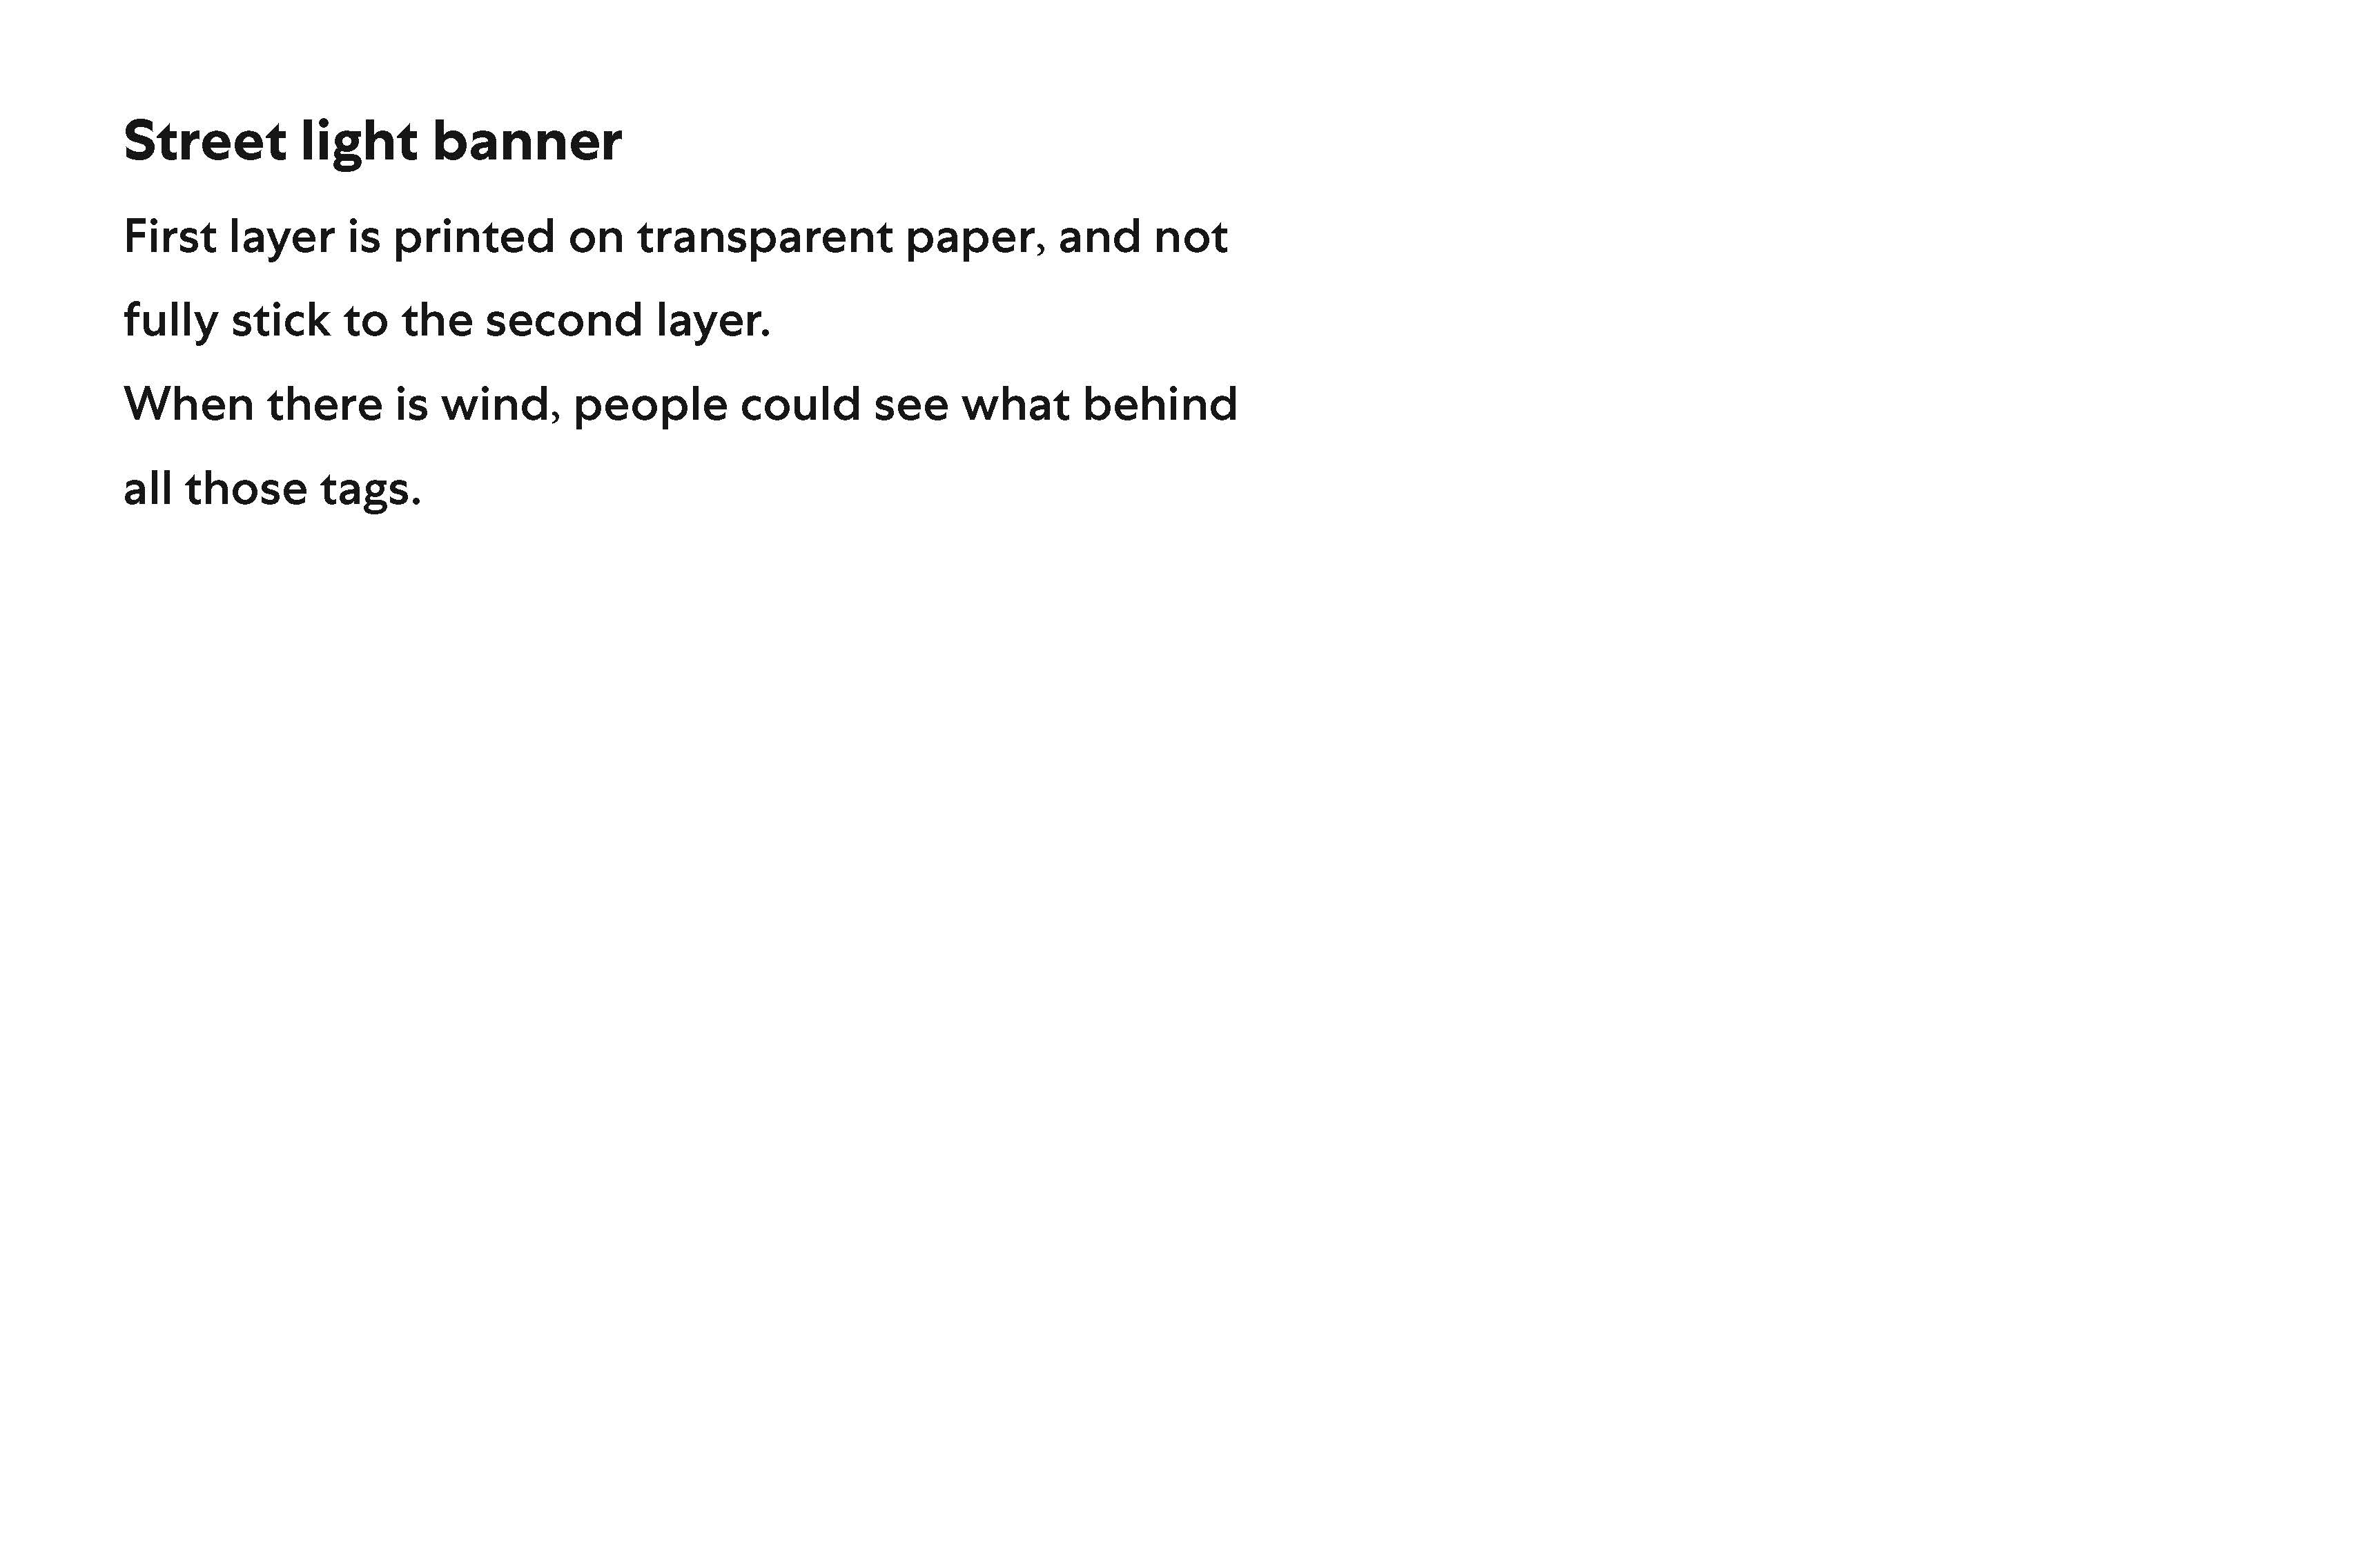 Street light banner
First layer is printed on transparent paper, and not
fully stick to the second layer.
When there is wind, people could see what behind
all those tags.